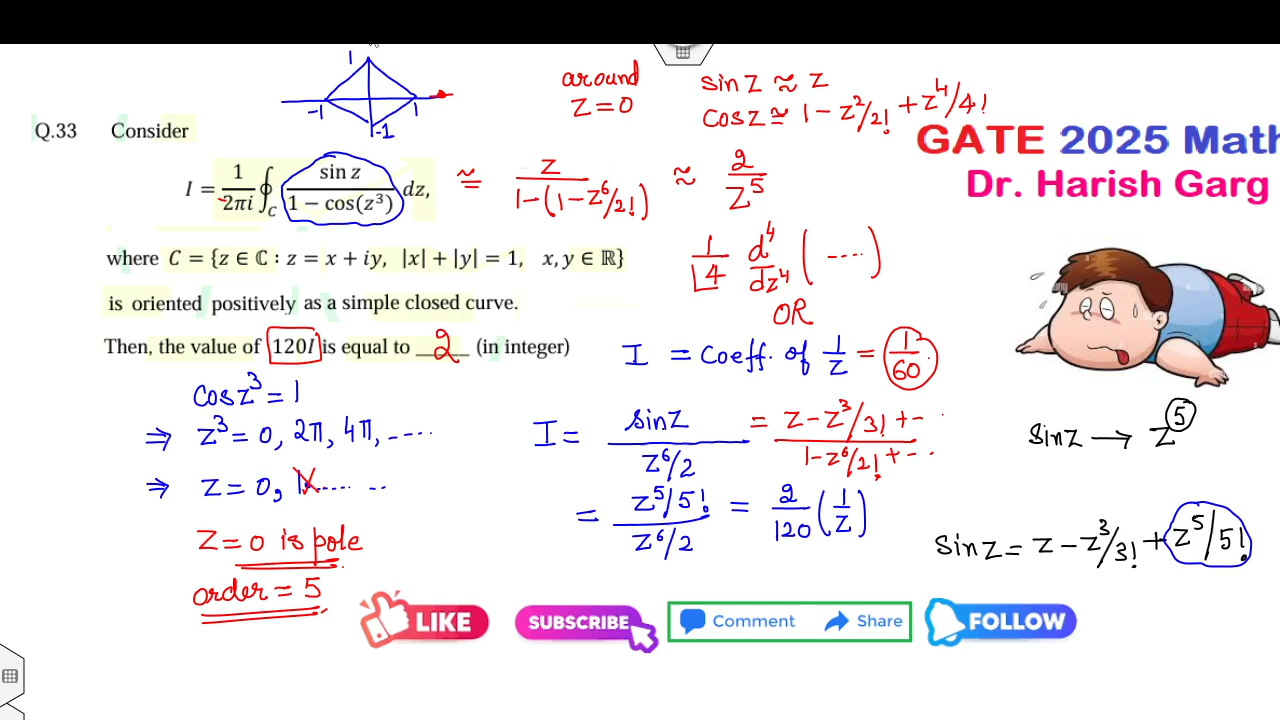 1
-1
1
-1
around
z=0
sin z ≈ z
cos z ≅ 1 - z²/2! + z⁴/4!
GATE 2025 Math
Dr. Harish Garg
Q.33 Consider
I = 1/2πi ∮_C sin z / 1 − cos(z³) dz, ≅ z / 1-(1-z⁶/2!) ≈ 2/z⁵
where C = {z ∈ ℂ : z = x + iy, |x| + |y| = 1, x, y ∈ ℝ}
1/⌊4 d⁴/dz⁴ (....)
is oriented positively as a simple closed curve.
OR
Then, the value of 120I is equal to __2__ (in integer)
I = coeff. of 1/z = 1/60
cos z³ = 1
⇒ z³ = 0, 2π, 4π, ----
⇒ z = 0, 1..... ..
z = 0 is pole
order = 5
I = sin z / z⁶/2 = z - z³/3! + -.. / 1 - z⁶/2! + -..
= z⁵/5! / z⁶/2 = 2/120 (1/z)
sin z → z⁵
sin z = z - z³/3! + z⁵/5!
LIKE
SUBSCRIBE
Comment
Share
FOLLOW